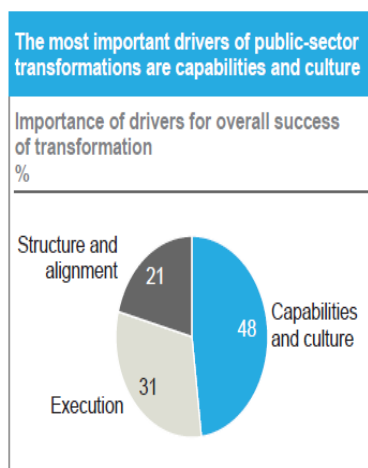 The most important drivers of public-sector
transformations are capabilities and culture
Importance of drivers for overall success
of transformation
%
Structure and
alignment
21
48
Capabilities
and culture
31
Execution